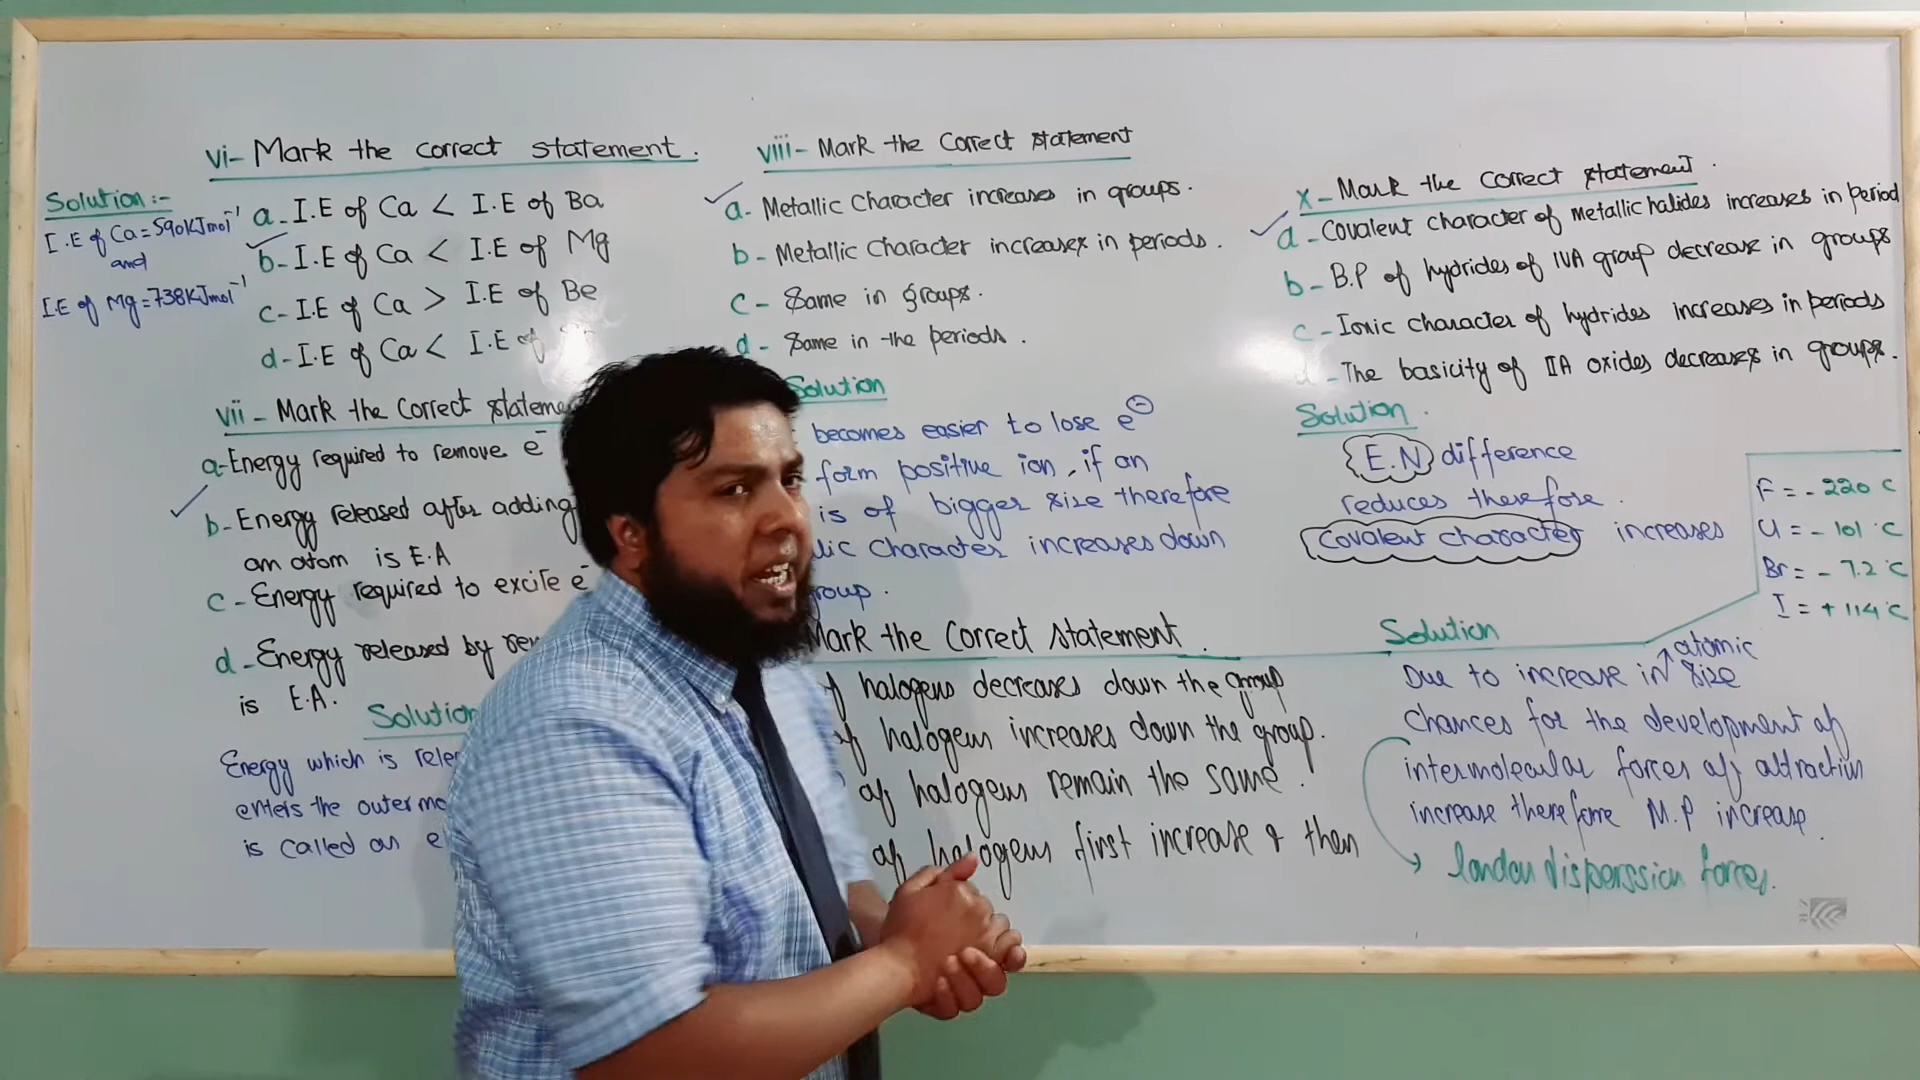 vi- Mark the correct statement.
Solution:-
I.E of Ca=590KJmol⁻¹
and
I.E of Mg=738KJmol⁻¹
a- I.E of Ca < I.E of Ba
b- I.E of Ca < I.E of Mg
c- I.E of Ca > I.E of Be
d- I.E of Ca < I.E of
vii- Mark the correct
a- Energy required to remove e⁻
b- Energy released after adding
an atom is E.A
c- Energy required to excite e⁻
d- Energy released by
is E.A.
Solution
Energy which is
enters the outermo
is called an
viii- Mark the Correct statement
a- Metallic Character increases in groups.
b- Metallic Character increases in periods.
c- Same in groups.
d- Same in the periods.
Solution
becomes easier to lose e⊖
form positive ion, if an
is of bigger size therefore
lic character increases down
roup.
Mark the Correct statement.
halogens decreases down the group
of halogens increases down the group.
of halogens remain the same.
of halogens first increase & then
x- Mark the correct statement.
a- Covalent character of metallic halides increases in period
b- B.P of hydrides of IVA group decrease in groups
c- Ionic character of hydrides increases in periods
d- The basicity of IIA oxides decreases in groups.
Solution.
E.N difference
reduces therefore.
Covalent character increases
F = - 220 °C
Cl = - 101 °C
Br = - 7.2 °C
I = + 114 °C
Solution
atomic
Due to increase in size
chances for the development of
intermolecular forces of attraction
increase therefore M.P increase.
london disperssion forces.